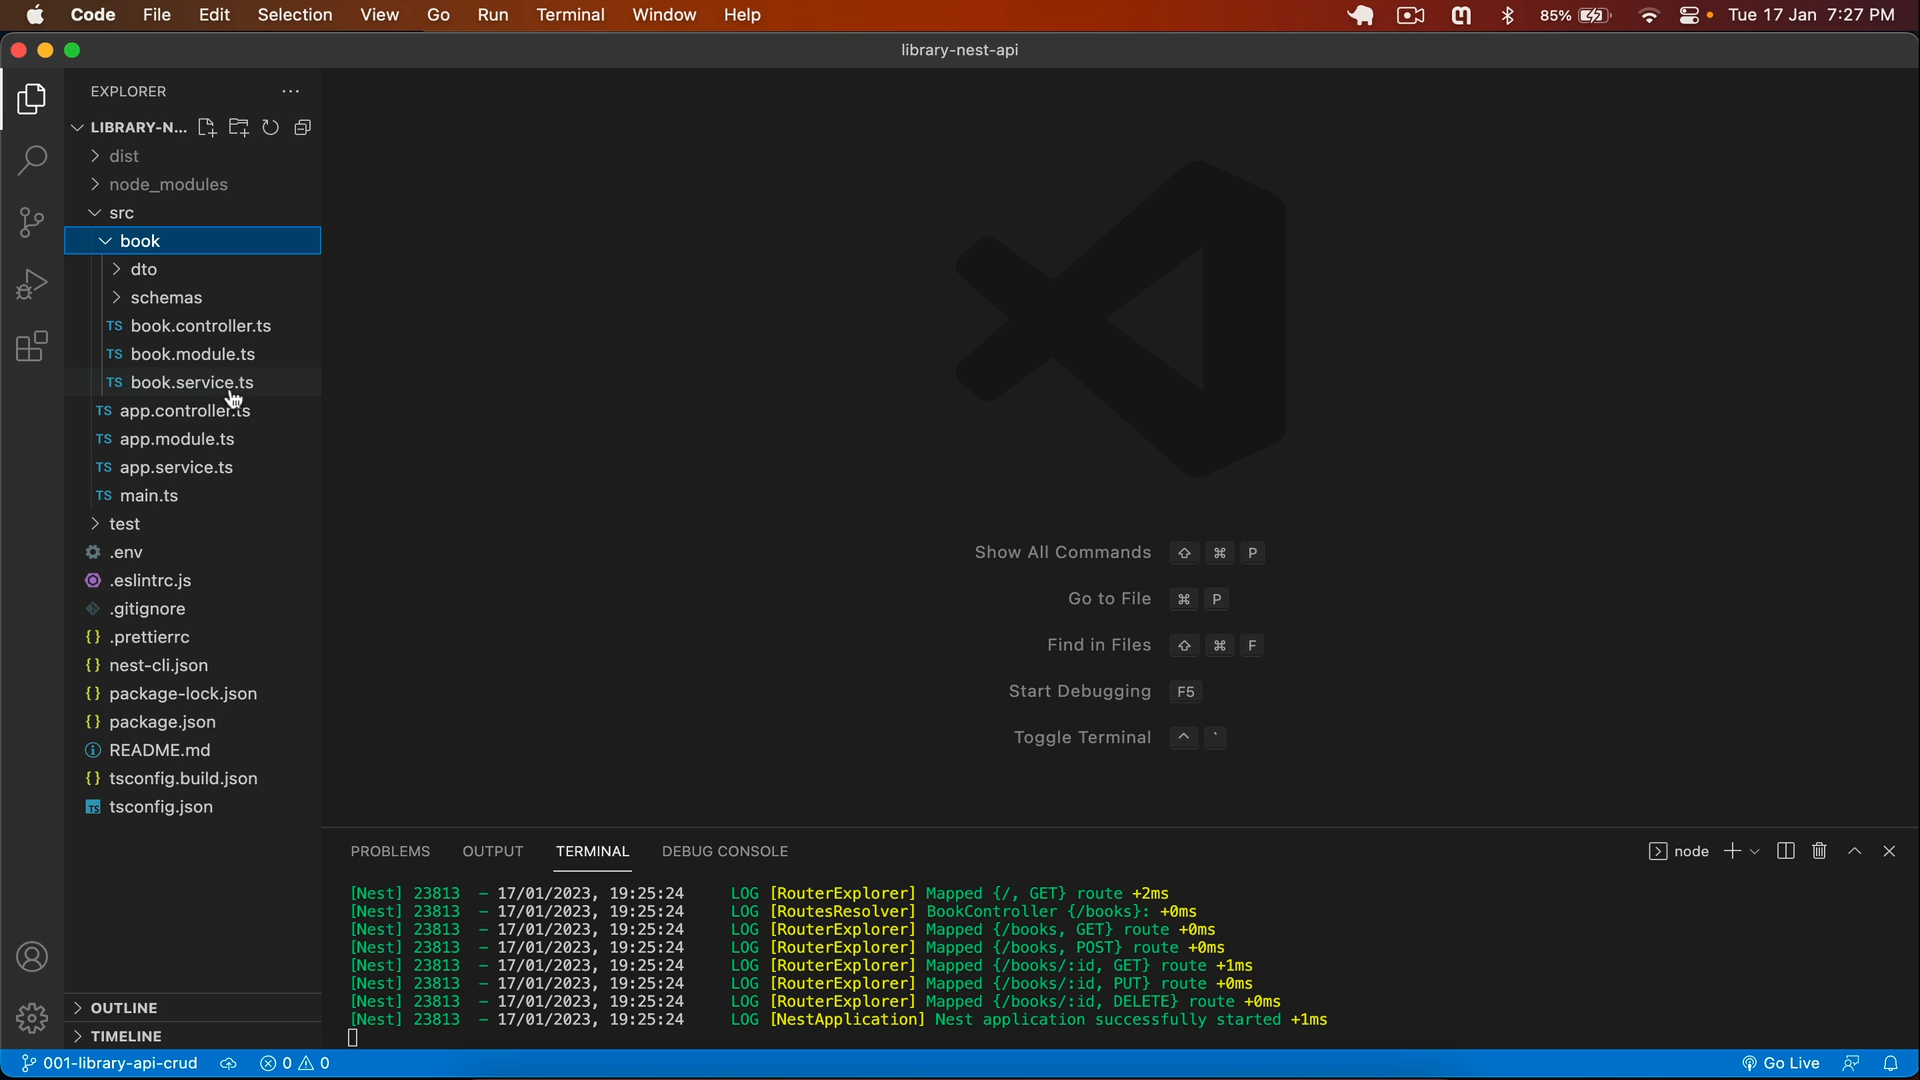 Code File Edit Selection View Go Run Terminal Window Help 85% Tue 17 Jan 7:27 PM
library-nest-api
EXPLORER
LIBRARY-N...
dist
node_modules
src
book
dto
schemas
TS book.controller.ts
TS book.module.ts
TS book.service.ts
TS app.controller.ts
TS app.module.ts
TS app.service.ts
TS main.ts
test
.env
.eslintrc.js
.gitignore
{} .prettierrc
{} nest-cli.json
{} package-lock.json
{} package.json
README.md
{} tsconfig.build.json
TS tsconfig.json
OUTLINE
TIMELINE
Show All Commands ⇧ ⌘ P
Go to File ⌘ P
Find in Files ⇧ ⌘ F
Start Debugging F5
Toggle Terminal ^ `
PROBLEMS OUTPUT TERMINAL DEBUG CONSOLE node
[Nest] 23813 - 17/01/2023, 19:25:24 LOG [RouterExplorer] Mapped {/, GET} route +2ms
[Nest] 23813 - 17/01/2023, 19:25:24 LOG [RoutesResolver] BookController {/books}: +0ms
[Nest] 23813 - 17/01/2023, 19:25:24 LOG [RouterExplorer] Mapped {/books, GET} route +0ms
[Nest] 23813 - 17/01/2023, 19:25:24 LOG [RouterExplorer] Mapped {/books, POST} route +0ms
[Nest] 23813 - 17/01/2023, 19:25:24 LOG [RouterExplorer] Mapped {/books/:id, GET} route +1ms
[Nest] 23813 - 17/01/2023, 19:25:24 LOG [RouterExplorer] Mapped {/books/:id, PUT} route +0ms
[Nest] 23813 - 17/01/2023, 19:25:24 LOG [RouterExplorer] Mapped {/books/:id, DELETE} route +0ms
[Nest] 23813 - 17/01/2023, 19:25:24 LOG [NestApplication] Nest application successfully started +1ms
001-library-api-crud 0 0 Go Live